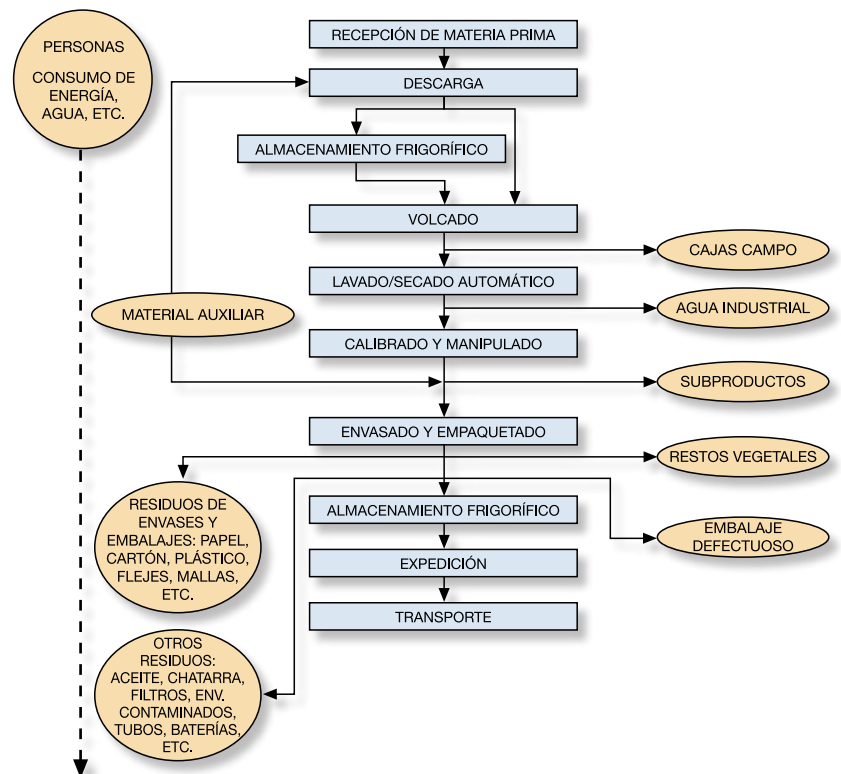 PERSONAS
CONSUMO DE
ENERGÍA,
AGUA, ETC.
RECEPCIÓN DE MATERIA PRIMA
DESCARGA
ALMACENAMIENTO FRIGORÍFICO
VOLCADO
CAJAS CAMPO
LAVADO/SECADO AUTOMÁTICO
MATERIAL AUXILIAR
AGUA INDUSTRIAL
CALIBRADO Y MANIPULADO
SUBPRODUCTOS
ENVASADO Y EMPAQUETADO
RESTOS VEGETALES
RESIDUOS DE
ENVASES Y
EMBALAJES: PAPEL,
CARTÓN, PLÁSTICO,
FLEJES, MALLAS,
ETC.
ALMACENAMIENTO FRIGORÍFICO
EMBALAJE
DEFECTUOSO
EXPEDICIÓN
TRANSPORTE
OTROS
RESIDUOS:
ACEITE, CHATARRA,
FILTROS, ENV.
CONTAMINADOS,
TUBOS, BATERÍAS,
ETC.